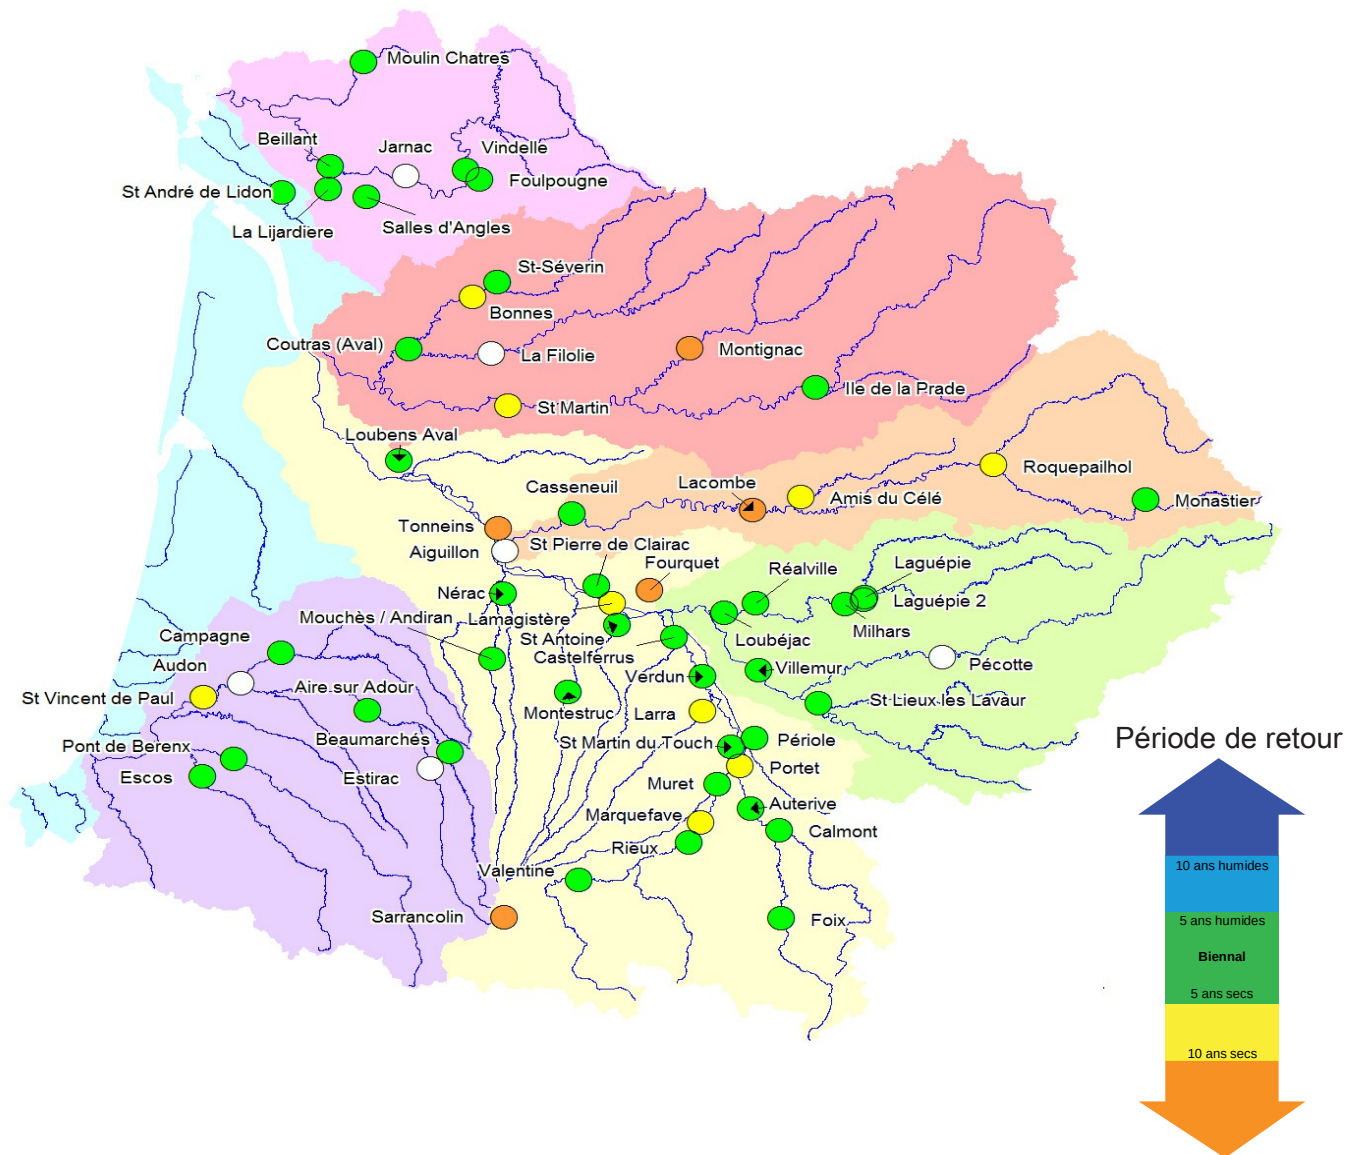 Moulin Chatres
Beillant
Jarnac
Vindelle
Foulpougne
St André de Lidon
La Lijardiere
Salles d'Angles
St-Séverin
Bonnes
Coutras (Aval)
La Filolie
Montignac
Ile de la Prade
St Martin
Loubens Aval
Roquepailhol
Lacombe
Casseneuil
Amis du Célé
Monastier
Tonneins
Aiguillon
St Pierre de Clairac
Fourquet
Réalville
Laguépie
Nérac
Laguépie 2
Mouchès / Andiran
Lamagistère
Milhars
Campagne
St Antoine
Loubéjac
Castelferrus
Audon
Pécotte
Villemur
Verdun
Aire sur Adour
St Vincent de Paul
St Lieux les Lavaur
Montestruc
Larra
Beaumarchés
St Martin du Touch
Périole
Pont de Berenx
Portet
Escos
Estirac
Muret
Auterive
Marquefave
Calmont
Rieux
Valentine
Sarrancolin
Foix
Période de retour
10 ans humides
5 ans humides
Biennal
5 ans secs
10 ans secs